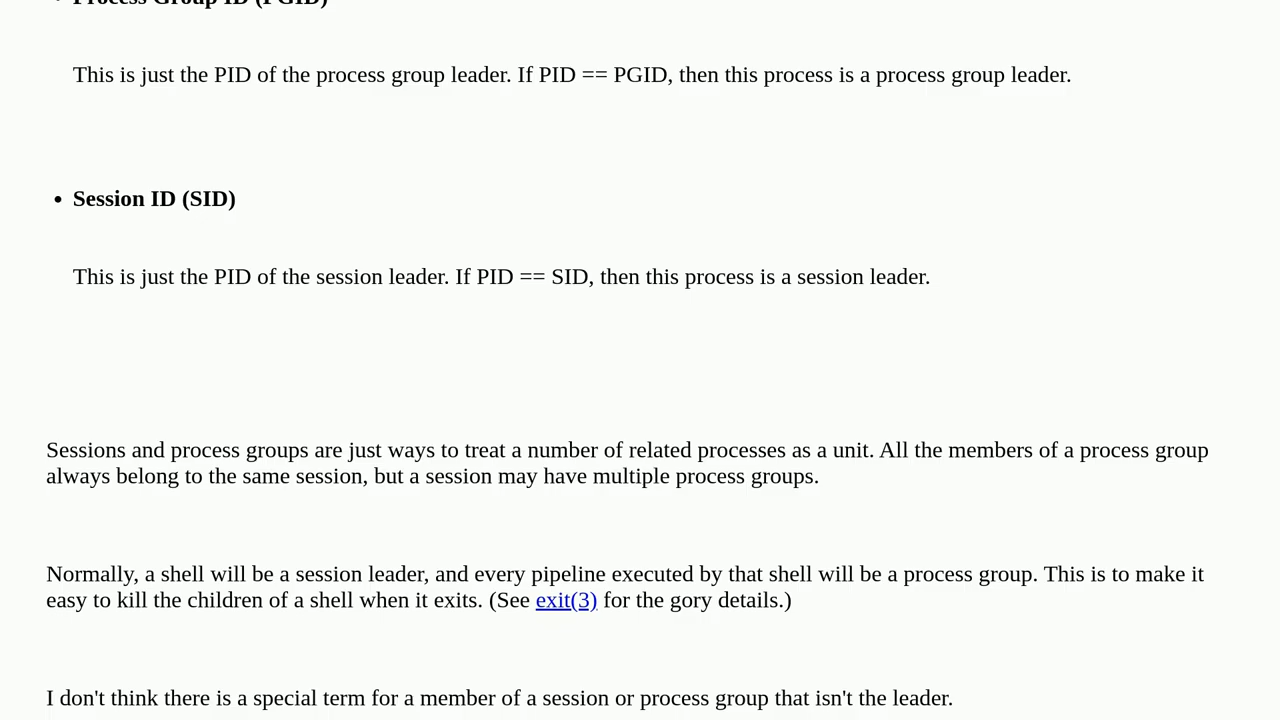 • Process Group ID (PGID)
This is just the PID of the process group leader. If PID == PGID, then this process is a process group leader.
• Session ID (SID)
This is just the PID of the session leader. If PID == SID, then this process is a session leader.
Sessions and process groups are just ways to treat a number of related processes as a unit. All the members of a process group
always belong to the same session, but a session may have multiple process groups.
Normally, a shell will be a session leader, and every pipeline executed by that shell will be a process group. This is to make it
easy to kill the children of a shell when it exits. (See exit(3) for the gory details.)
I don't think there is a special term for a member of a session or process group that isn't the leader.